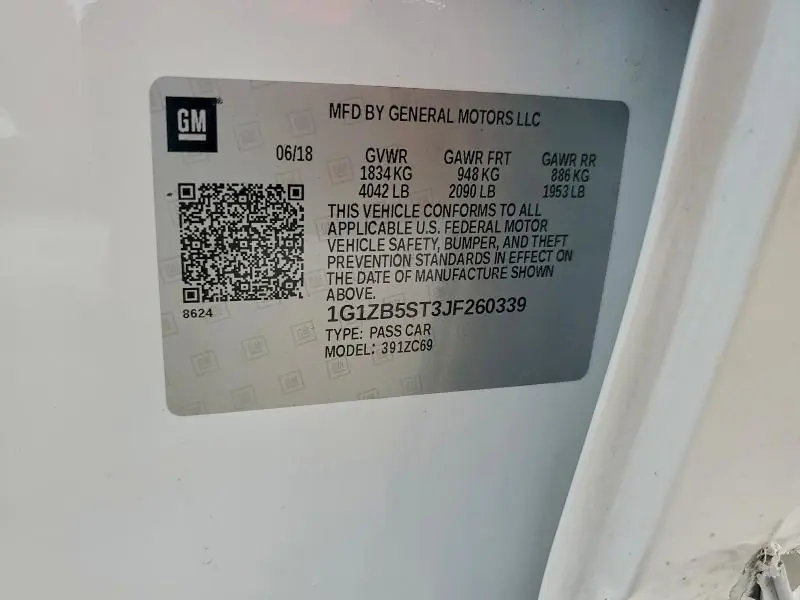 GM
MFD BY GENERAL MOTORS LLC
06/18 GVWR GAWR FRT GAWR RR
1834 KG 948 KG 886 KG
4042 LB 2090 LB 1953 LB
THIS VEHICLE CONFORMS TO ALL
APPLICABLE U.S. FEDERAL MOTOR
VEHICLE SAFETY, BUMPER, AND THEFT
PREVENTION STANDARDS IN EFFECT ON
THE DATE OF MANUFACTURE SHOWN
ABOVE.
8624
1G1ZB5ST3JF260339
TYPE: PASS CAR
MODEL: 391ZC69